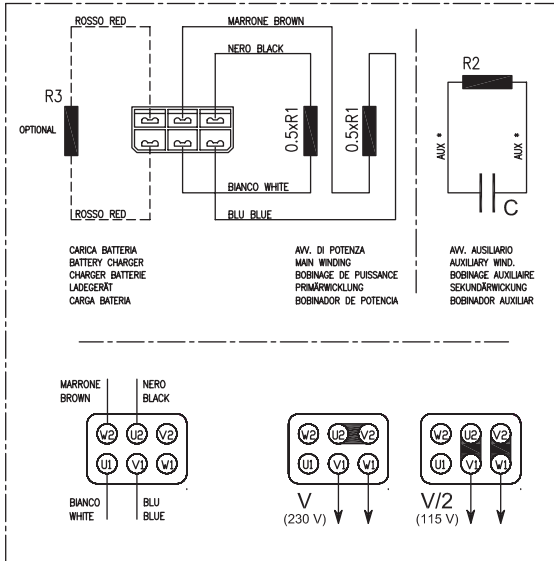 ROSSO RED
MARRONE BROWN
NERO BLACK
R3
OPTIONAL
0.5xR1
0.5xR1
R2
AUX *
AUX *
C
BIANCO WHITE
ROSSO RED
BLU BLUE
CARICA BATTERIA
BATTERY CHARGER
CHARGER BATTERIE
LADEGERÄT
CARGA BATERIA
AVV. DI POTENZA
MAIN WINDING
BOBINAGE DE PUISSANCE
PRIMÄRWICKLUNG
BOBINADOR DE POTENCIA
AVV. AUSILIARIO
AUXILIARY WIND.
BOBINAGE AUXILIAIRE
SEKUNDÄRWICKUNG
BOBINADOR AUXILIAR
MARRONE
BROWN
NERO
BLACK
W2 U2 V2
U1 V1 W1
BIANCO
WHITE
BLU
BLUE
W2 U2 V2
U1 V1 W1
V
(230 V)
W2 U2 V2
U1 V1 W1
V/2
(115 V)